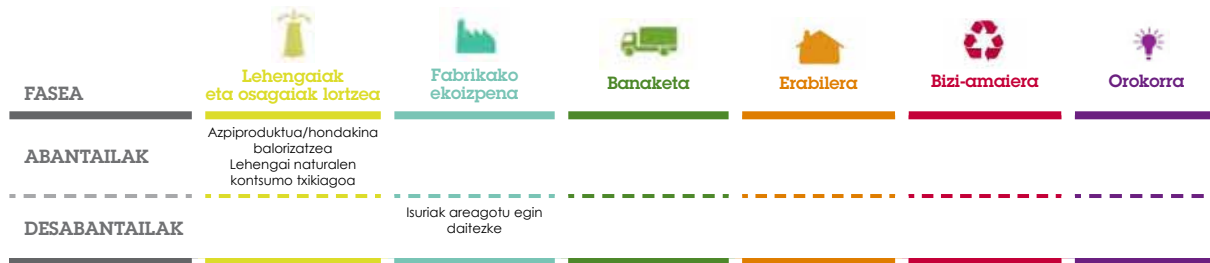 FASEA
Lehengaiak
eta osagaiak lortzea
Fabrikako
ekoizpena
Banaketa
Erabilera
Bizi-amaiera
Orokorra
ABANTAILAK
Azpiproduktua/hondakina
balorizatzea
Lehengai naturalen
kontsumo txikiagoa
DESABANTAILAK
Isuriak areagotu egin
daitezke